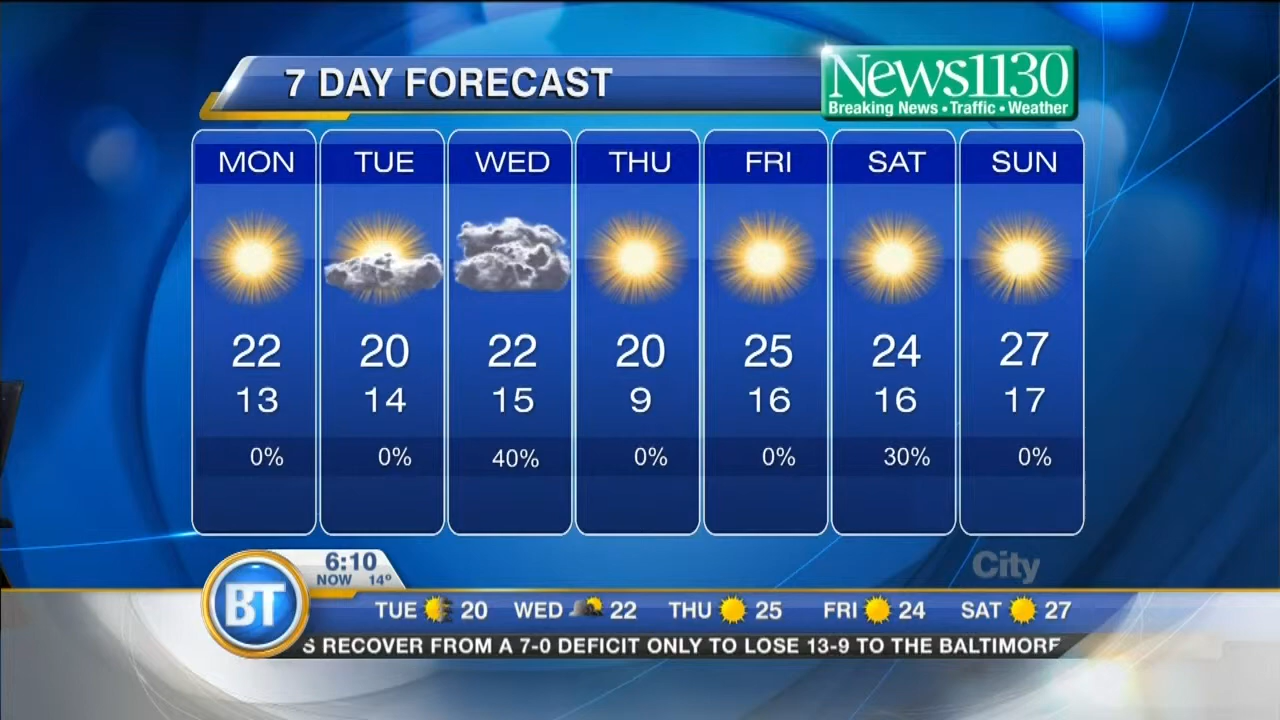 7 DAY FORECAST
News1130
Breaking News • Traffic • Weather
MON TUE WED THU FRI SAT SUN
22 20 22 20 25 24 27
13 14 15 9 16 16 17
0% 0% 40% 0% 0% 30% 0%
City
6:10
NOW 14°
BT
TUE 20 WED 22 THU 25 FRI 24 SAT 27
S RECOVER FROM A 7-0 DEFICIT ONLY TO LOSE 13-9 TO THE BALTIMORE